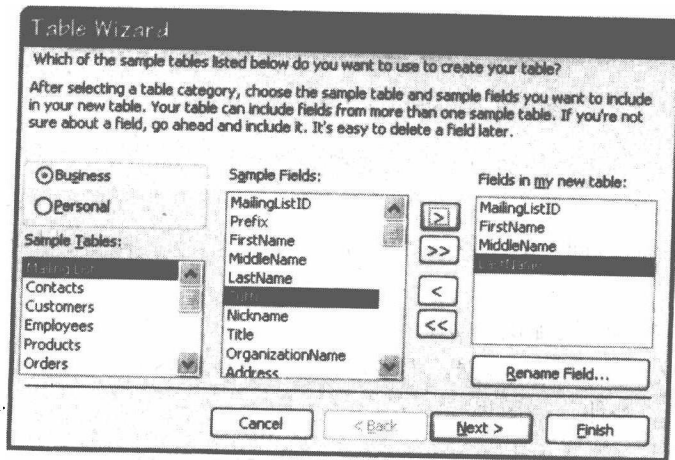 Table Wizard
Which of the sample tables listed below do you want to use to create your table?
After selecting a table category, choose the sample table and sample fields you want to include
in your new table. Your table can include fields from more than one sample table. If you're not
sure about a field, go ahead and include it. It's easy to delete a field later.
Business
Personal
Sample Tables:
Mailing List
Contacts
Customers
Employees
Products
Orders
Sample Fields:
MailingListID
Prefix
FirstName
MiddleName
LastName
Suffix
Nickname
Title
OrganizationName
Address
>
>>
<
<<
Fields in my new table:
MailingListID
FirstName
MiddleName
LastName
Rename Field...
Cancel
< Back
Next >
Finish